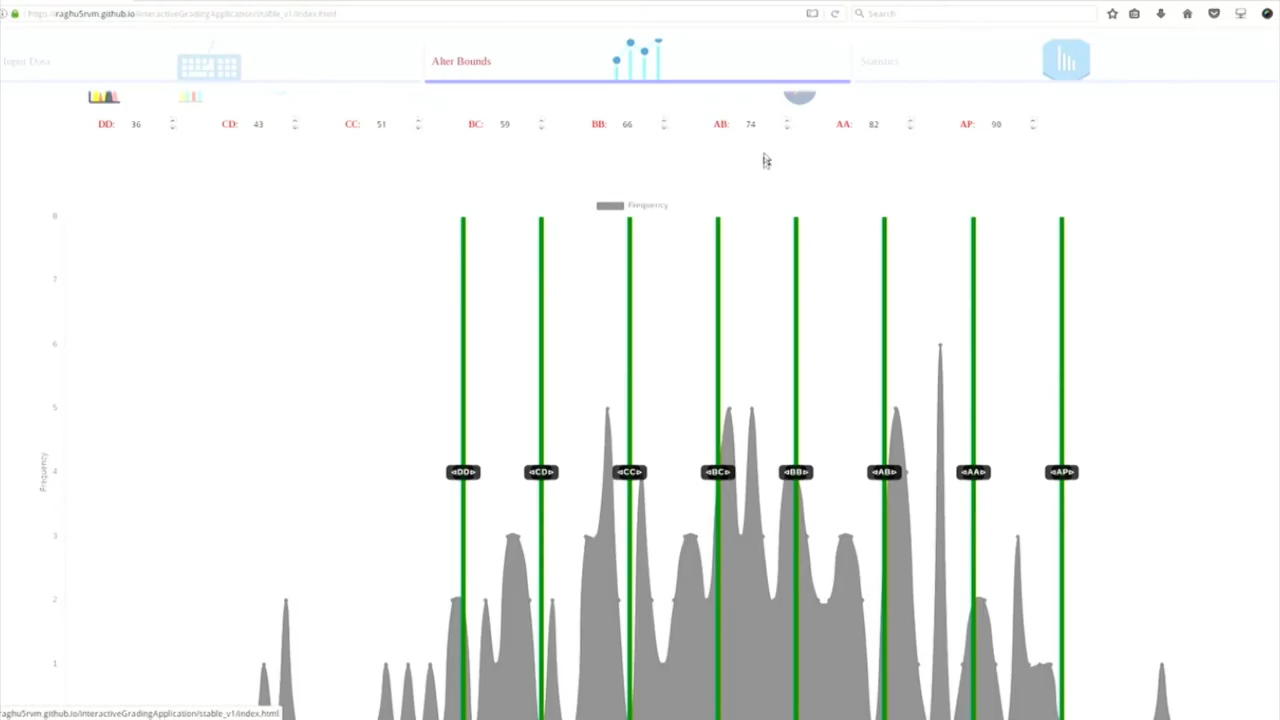 https://raghu5rvm.github.io/InteractiveGradingApplication/stable_v1/index.html
Search
Input Data
Alter Bounds
Statistics
DD: 36 CD: 43 CC: 51 BC: 59 BB: 66 AB: 74 AA: 82 AP: 90
Frequency
8
7
6
5
4
3
2
1
Frequency
◁DD▷ ◁CD▷ ◁CC▷ ◁BC▷ ◁BB▷ ◁AB▷ ◁AA▷ ◁AP▷
raghu5rvm.github.io/InteractiveGradingApplication/stable_v1/index.html